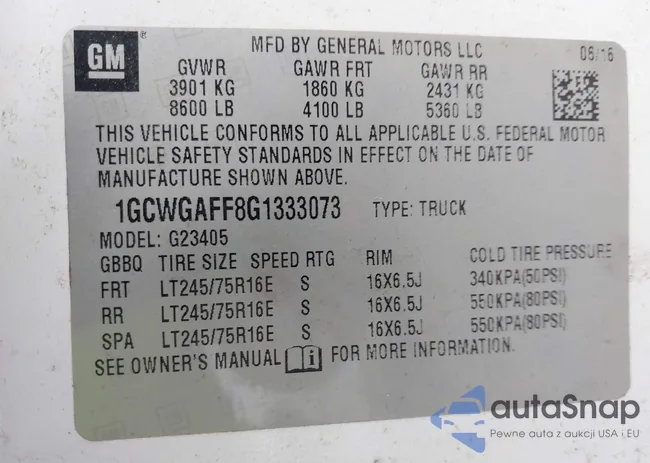 GM ®
MFD BY GENERAL MOTORS LLC 06/16
GVWR GAWR FRT GAWR RR
3901 KG 1860 KG 2431 KG
8600 LB 4100 LB 5360 LB
THIS VEHICLE CONFORMS TO ALL APPLICABLE U.S. FEDERAL MOTOR
VEHICLE SAFETY STANDARDS IN EFFECT ON THE DATE OF
MANUFACTURE SHOWN ABOVE.
1GCWGAFF8G1333073 TYPE: TRUCK
MODEL: G23405
GBBQ TIRE SIZE SPEED RTG RIM COLD TIRE PRESSURE
FRT LT245/75R16E S 16X6.5J 340KPA(50PSI)
RR LT245/75R16E S 16X6.5J 550KPA(80PSI)
SPA LT245/75R16E S 16X6.5J 550KPA(80PSI)
SEE OWNER'S MANUAL i FOR MORE INFORMATION.
autaSnap
Pewne auta z aukcji USA i EU